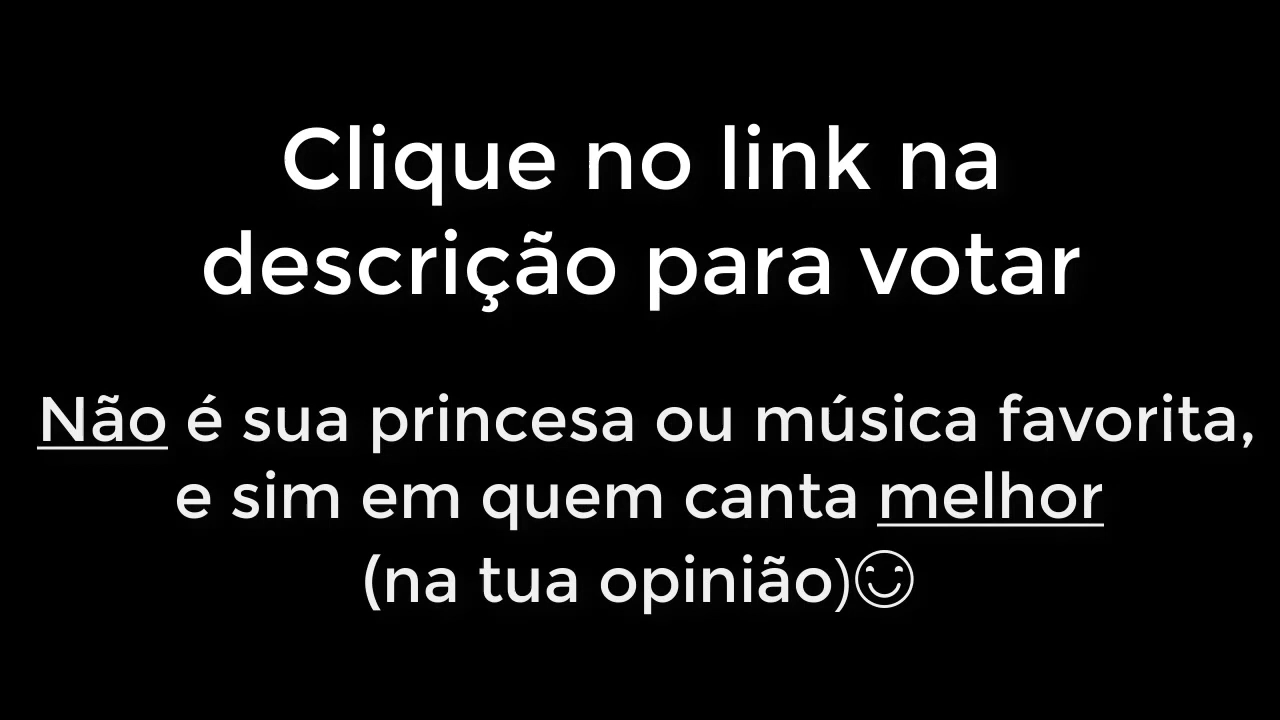 Clique no link na
descrição para votar
Não é sua princesa ou música favorita,
e sim em quem canta melhor
(na tua opinião)☺